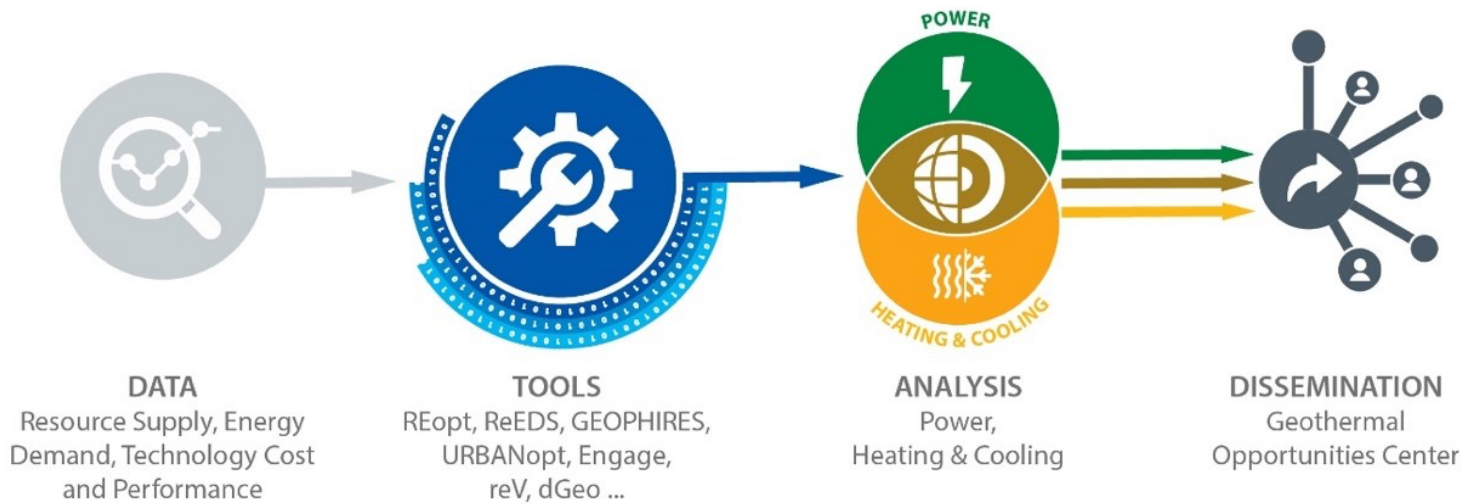 POWER
HEATING & COOLING
DATA
Resource Supply, Energy
Demand, Technology Cost
and Performance
TOOLS
REopt, ReEDS, GEOPHIRES,
URBANopt, Engage,
reV, dGeo ...
ANALYSIS
Power,
Heating & Cooling
DISSEMINATION
Geothermal
Opportunities Center